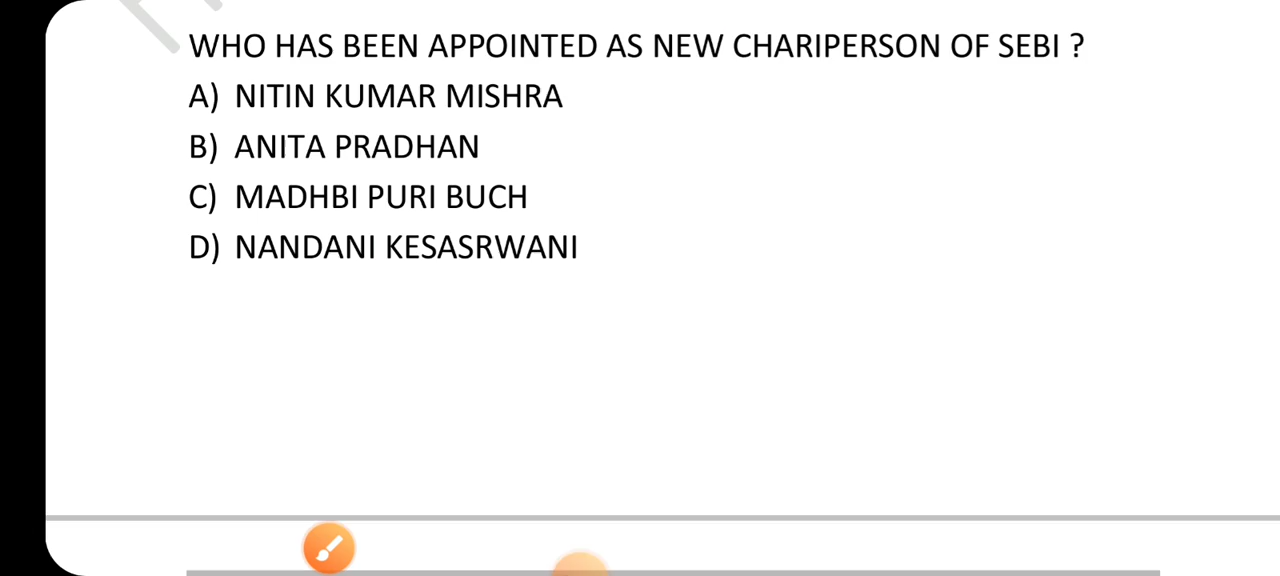 WHO HAS BEEN APPOINTED AS NEW CHARIPERSON OF SEBI ?
A) NITIN KUMAR MISHRA
B) ANITA PRADHAN
C) MADHBI PURI BUCH
D) NANDANI KESASRWANI